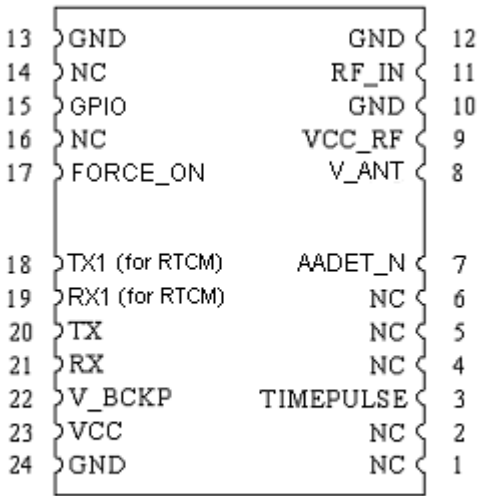 13 GND GND 12
14 NC RF_IN 11
15 GPIO GND 10
16 NC VCC_RF 9
17 FORCE_ON V_ANT 8
18 TX1 (for RTCM) AADET_N 7
19 RX1 (for RTCM) NC 6
20 TX NC 5
21 RX NC 4
22 V_BCKP TIMEPULSE 3
23 VCC NC 2
24 GND NC 1